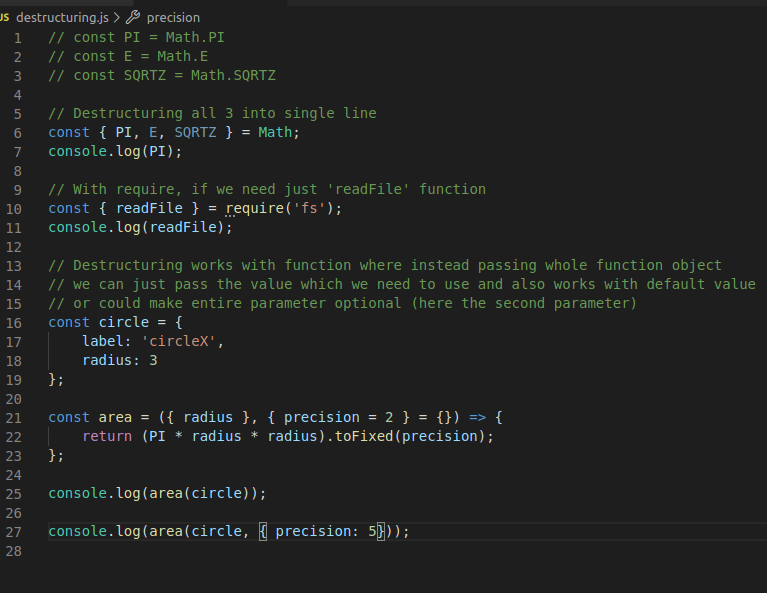 JS destructuring.js > precision
1 // const PI = Math.PI
2 // const E = Math.E
3 // const SQRTZ = Math.SQRTZ
4
5 // Destructuring all 3 into single line
6 const { PI, E, SQRTZ } = Math;
7 console.log(PI);
8
9 // With require, if we need just 'readFile' function
10 const { readFile } = require('fs');
11 console.log(readFile);
12
13 // Destructuring works with function where instead passing whole function object
14 // we can just pass the value which we need to use and also works with default value
15 // or could make entire parameter optional (here the second parameter)
16 const circle = {
17     label: 'circleX',
18     radius: 3
19 };
20
21 const area = ({ radius }, { precision = 2 } = {}) => {
22     return (PI * radius * radius).toFixed(precision);
23 };
24
25 console.log(area(circle));
26
27 console.log(area(circle, { precision: 5}));
28